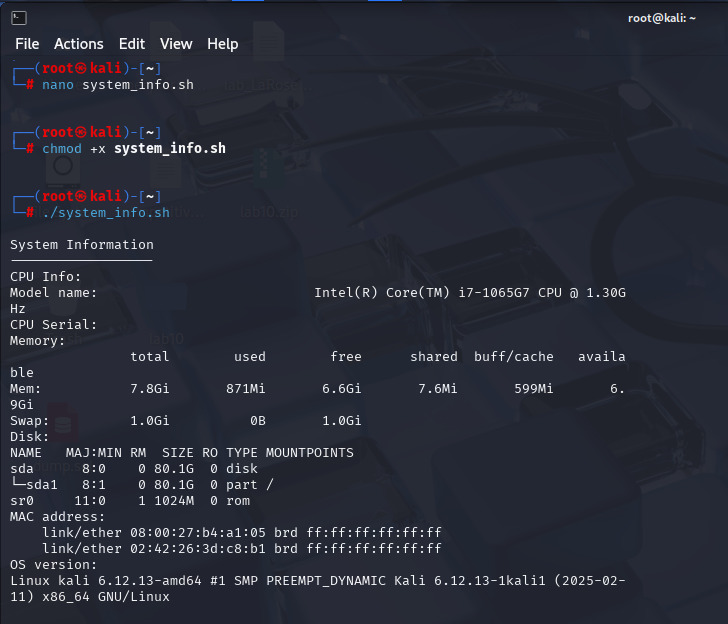 root@kali: ~
File Actions Edit View Help
┌──(root㉿kali)-[~]
└─# nano system_info.sh
┌──(root㉿kali)-[~]
└─# chmod +x system_info.sh
┌──(root㉿kali)-[~]
└─# ./system_info.sh
System Information
──────────────────
CPU Info:
Model name:                           Intel(R) Core(TM) i7-1065G7 CPU @ 1.30G
Hz
CPU Serial:
Memory:
               total        used        free      shared  buff/cache   availa
ble
Mem:           7.8Gi       871Mi       6.6Gi       7.6Mi       599Mi       6.
9Gi
Swap:          1.0Gi          0B       1.0Gi
Disk:
NAME   MAJ:MIN RM  SIZE RO TYPE MOUNTPOINTS
sda      8:0    0 80.1G  0 disk
└─sda1   8:1    0 80.1G  0 part /
sr0     11:0    1 1024M  0 rom
MAC address:
    link/ether 08:00:27:b4:a1:05 brd ff:ff:ff:ff:ff:ff
    link/ether 02:42:26:3d:c8:b1 brd ff:ff:ff:ff:ff:ff
OS version:
Linux kali 6.12.13-amd64 #1 SMP PREEMPT_DYNAMIC Kali 6.12.13-1kali1 (2025-02-
11) x86_64 GNU/Linux